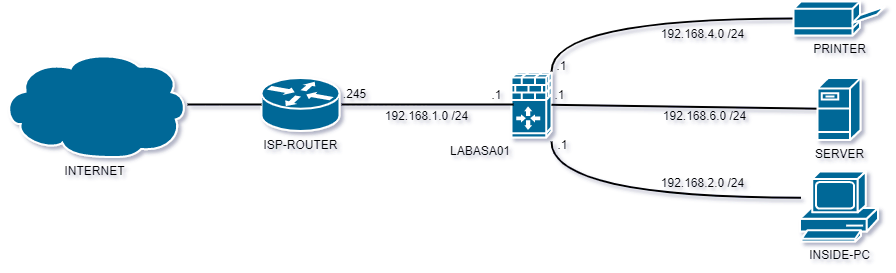 192.168.4.0 /24
PRINTER
.1
.245
.1
.1
192.168.1.0 /24
192.168.6.0 /24
ISP-ROUTER
LABASA01
.1
SERVER
INTERNET
192.168.2.0 /24
INSIDE-PC